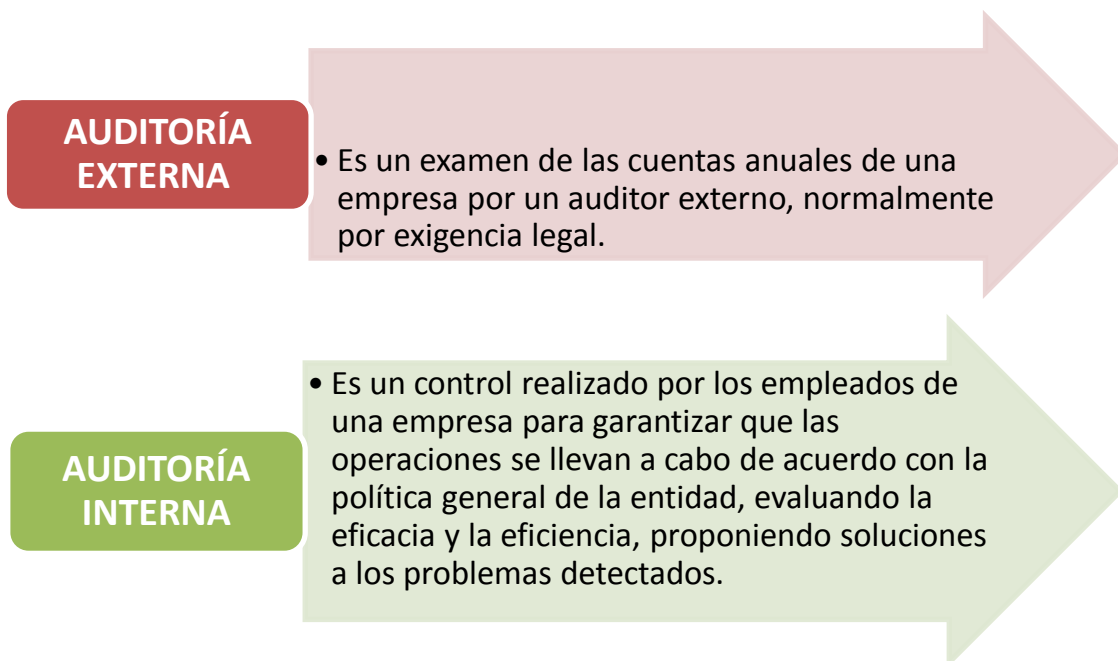 AUDITORÍA
EXTERNA
• Es un examen de las cuentas anuales de una
empresa por un auditor externo, normalmente
por exigencia legal.
AUDITORÍA
INTERNA
• Es un control realizado por los empleados de
una empresa para garantizar que las
operaciones se llevan a cabo de acuerdo con la
política general de la entidad, evaluando la
eficacia y la eficiencia, proponiendo soluciones
a los problemas detectados.